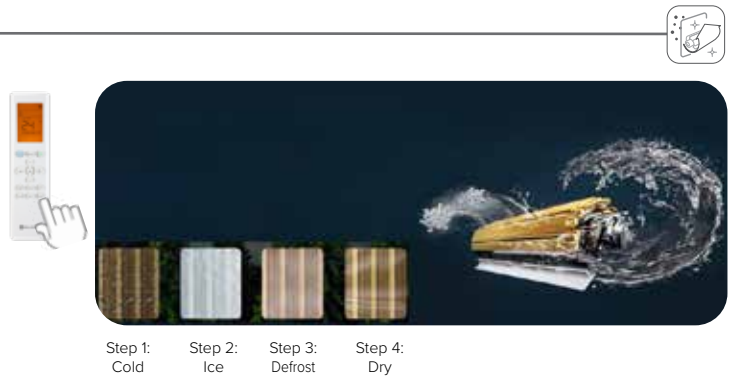 Step 1:
Cold
Step 2:
Ice
Step 3:
Defrost
Step 4:
Dry